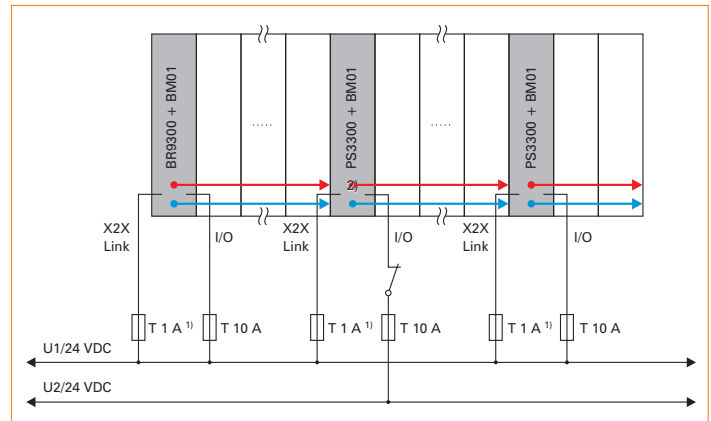 BR9300 + BM01
.....
PS3300 + BM01
.....
PS3300 + BM01
2)
X2X
Link
I/O
X2X
Link
I/O
X2X
Link
I/O
T 1 A 1)
T 10 A
T 1 A 1)
T 10 A
T 1 A 1)
T 10 A
U1/24 VDC
U2/24 VDC